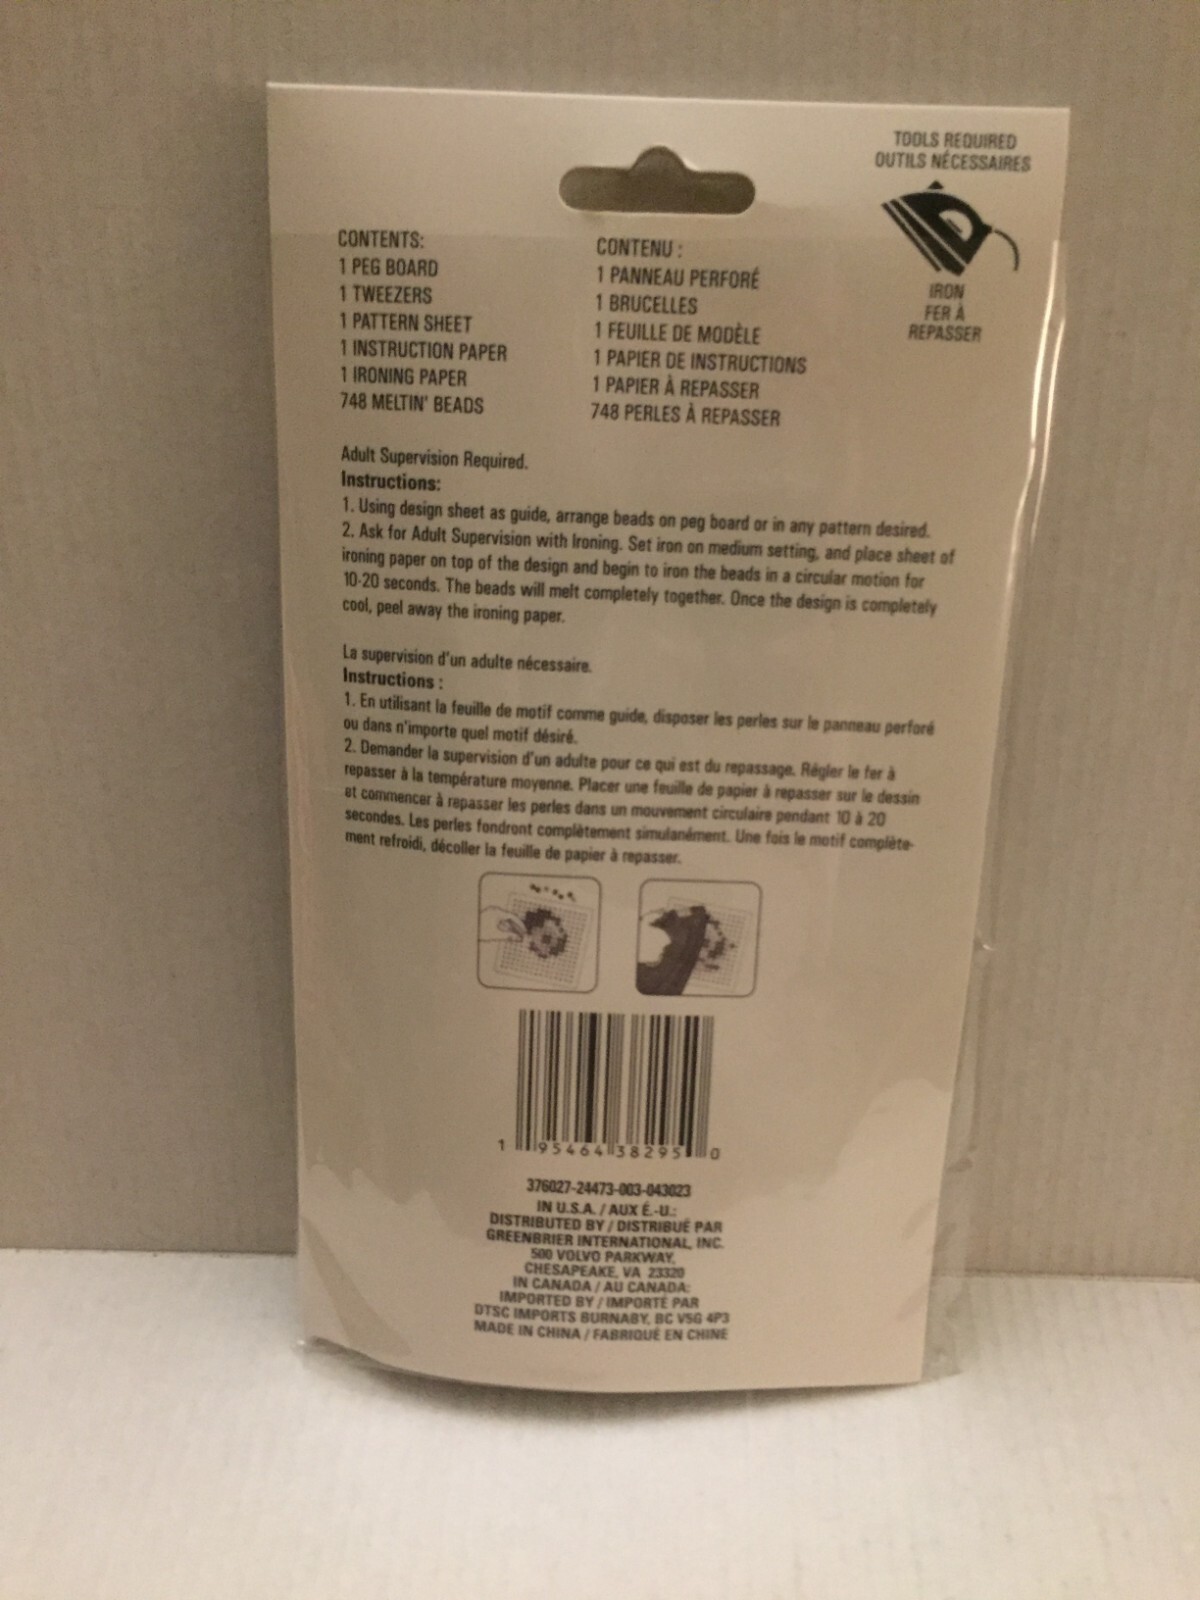 TOOLS REQUIRED
OUTILS NÉCESSAIRES
IRON
FER À
REPASSER
CONTENTS:
1 PEG BOARD
1 TWEEZERS
1 PATTERN SHEET
1 INSTRUCTION PAPER
1 IRONING PAPER
748 MELTIN' BEADS
CONTENU :
1 PANNEAU PERFORÉ
1 BRUCELLES
1 FEUILLE DE MODÈLE
1 PAPIER DE INSTRUCTIONS
1 PAPIER À REPASSER
748 PERLES À REPASSER
Adult Supervision Required.
Instructions:
1. Using design sheet as guide, arrange beads on peg board or in any pattern desired.
2. Ask for Adult Supervision with Ironing. Set iron on medium setting, and place sheet of
ironing paper on top of the design and begin to iron the beads in a circular motion for
10-20 seconds. The beads will melt completely together. Once the design is completely
cool, peel away the ironing paper.
La supervision d'un adulte nécessaire.
Instructions :
1. En utilisant la feuille de motif comme guide, disposer les perles sur le panneau perforé
ou dans n'importe quel motif désiré.
2. Demander la supervision d'un adulte pour ce qui est du repassage. Régler le fer à
repasser à la température moyenne. Placer une feuille de papier à repasser sur le dessin
et commencer à repasser les perles dans un mouvement circulaire pendant 10 à 20
secondes. Les perles fondront complètement simulanément. Une fois le motif complète-
ment refroidi, décoller la feuille de papier à repasser.
1 95464 38295 0
376027-24473-003-043023
IN U.S.A. / AUX É.-U.:
DISTRIBUTED BY / DISTRIBUÉ PAR
GREENBRIER INTERNATIONAL, INC.
500 VOLVO PARKWAY,
CHESAPEAKE, VA 23320
IN CANADA / AU CANADA:
IMPORTED BY / IMPORTÉ PAR
DTSC IMPORTS BURNABY, BC V5G 4P3
MADE IN CHINA / FABRIQUÉ EN CHINE